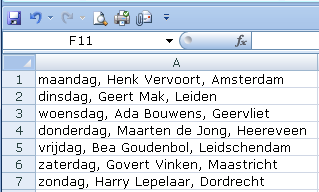 F11
fx
A
1 maandag, Henk Vervoort, Amsterdam
2 dinsdag, Geert Mak, Leiden
3 woensdag, Ada Bouwens, Geervliet
4 donderdag, Maarten de Jong, Heereveen
5 vrijdag, Bea Goudenbol, Leidschendam
6 zaterdag, Govert Vinken, Maastricht
7 zondag, Harry Lepelaar, Dordrecht